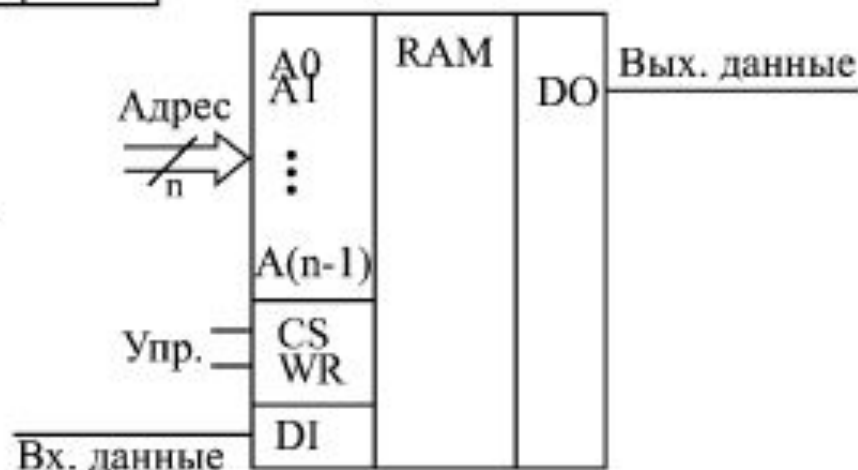 A0
RAM
Вых. данные
A1
DO
Адрес
n
A(n-1)
Упр.
CS
WR
DI
Вх. данные